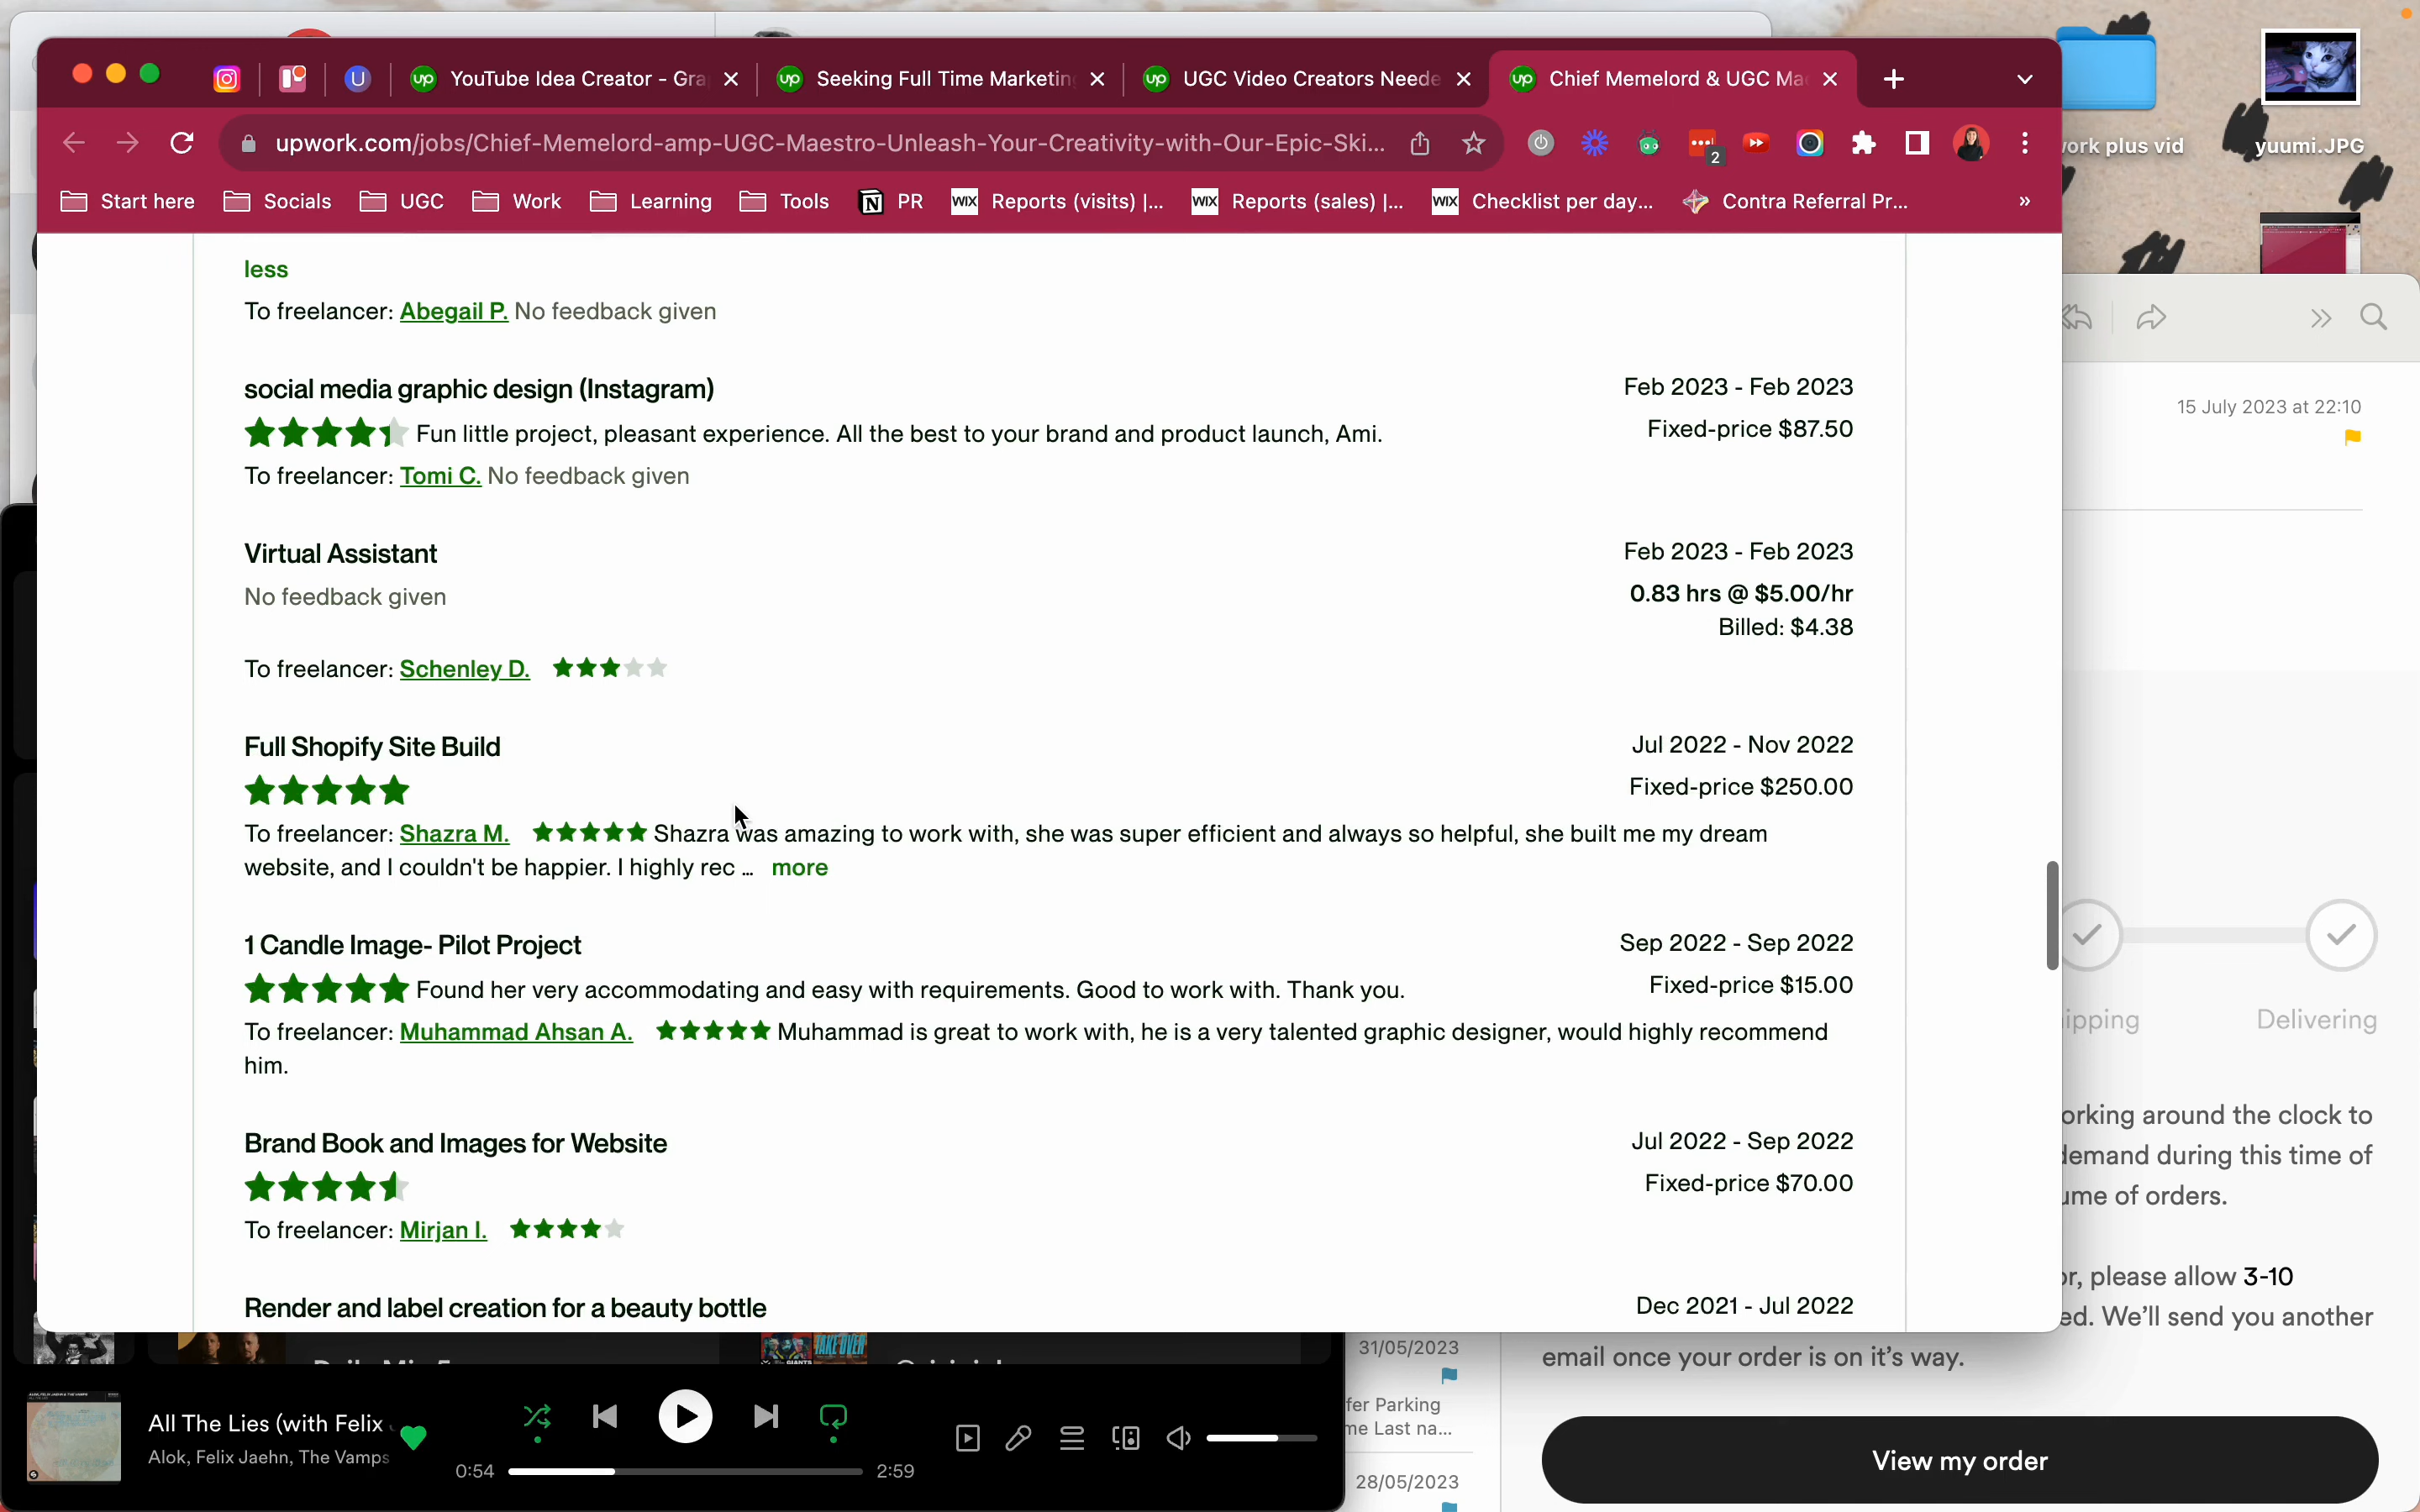 YouTube Idea Creator - Gra
Seeking Full Time Marketin
UGC Video Creators Neede
Chief Memelord & UGC Ma
upwork.com/jobs/Chief-Memelord-amp-UGC-Maestro-Unleash-Your-Creativity-with-Our-Epic-Ski...
2
Start here
Socials
UGC
Work
Learning
Tools
PR
WIX Reports (visits) |...
WIX Reports (sales) |...
WIX Checklist per day...
Contra Referral Pr...
»
less
To freelancer: Abegail P. No feedback given
social media graphic design (Instagram)
Feb 2023 - Feb 2023
Fun little project, pleasant experience. All the best to your brand and product launch, Ami.
Fixed-price $87.50
To freelancer: Tomi C. No feedback given
Virtual Assistant
Feb 2023 - Feb 2023
No feedback given
0.83 hrs @ $5.00/hr
Billed: $4.38
To freelancer: Schenley D.
Full Shopify Site Build
Jul 2022 - Nov 2022
Fixed-price $250.00
To freelancer: Shazra M. Shazra was amazing to work with, she was super efficient and always so helpful, she built me my dream
website, and I couldn't be happier. I highly rec ... more
1 Candle Image- Pilot Project
Sep 2022 - Sep 2022
Found her very accommodating and easy with requirements. Good to work with. Thank you.
Fixed-price $15.00
To freelancer: Muhammad Ahsan A. Muhammad is great to work with, he is a very talented graphic designer, would highly recommend
him.
Brand Book and Images for Website
Jul 2022 - Sep 2022
Fixed-price $70.00
To freelancer: Mirjan I.
Render and label creation for a beauty bottle
Dec 2021 - Jul 2022
work plus vid
yuumi.JPG
15 July 2023 at 22:10
ipping
Delivering
orking around the clock to
demand during this time of
ume of orders.
or, please allow 3-10
ed. We'll send you another
email once your order is on it's way.
View my order
31/05/2023
fer Parking
me Last na...
28/05/2023
All The Lies (with Felix
Alok, Felix Jaehn, The Vamps
0:54
2:59